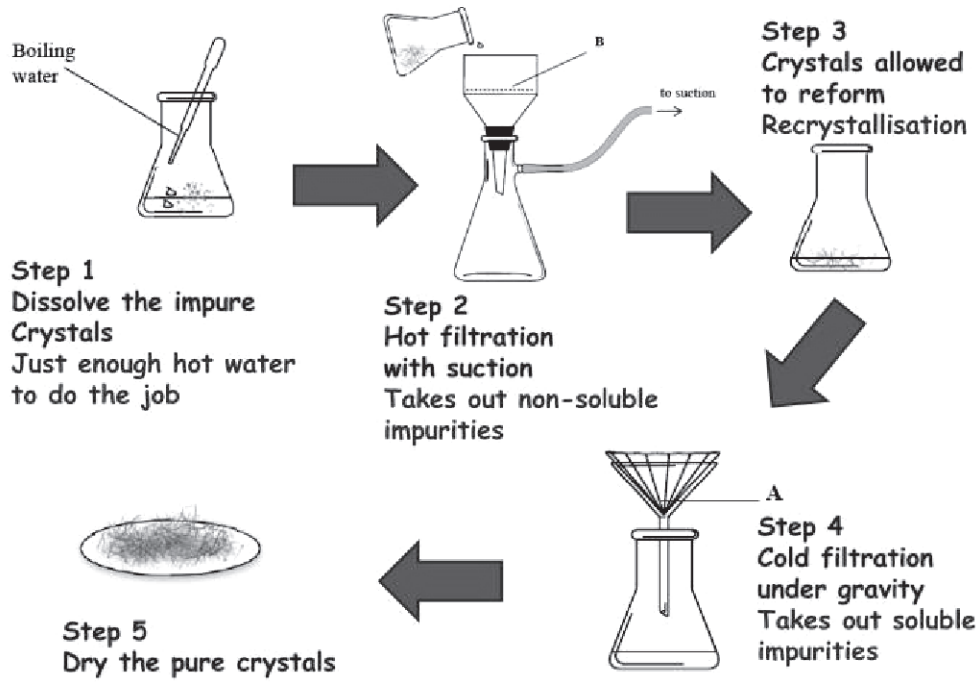 Boiling
water
Step 1
Dissolve the impure
Crystals
Just enough hot water
to do the job
B
to suction
Step 2
Hot filtration
with suction
Takes out non-soluble
impurities
Step 3
Crystals allowed
to reform
Recrystallisation
A
Step 4
Cold filtration
under gravity
Takes out soluble
impurities
Step 5
Dry the pure crystals